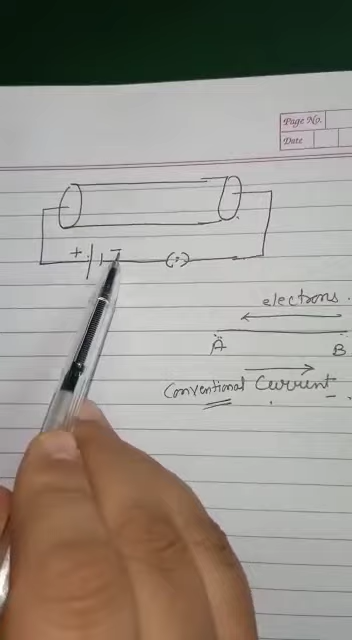 Page No.
Date
+ -
electrons.
A B
Conventional Current